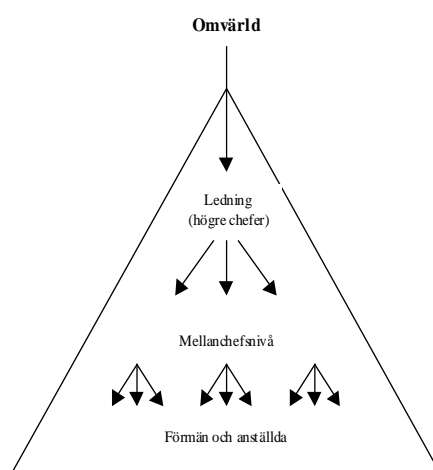 Omvärld
Ledning
(högre chefer)
Mellanchefsnivå
Förmän och anställda